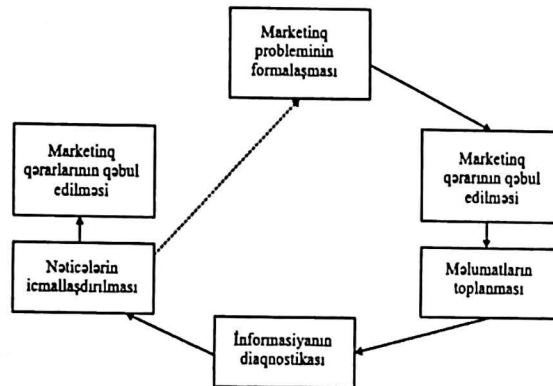 Marketinq
probleminin
formalaşması
Marketinq
qərarının qəbul
edilməsi
Məlumatların
toplanması
İnformasiyanın
diaqnostikası
Nəticələrin
icmallaşdırılması
Marketinq
qərarlarının qəbul
edilməsi